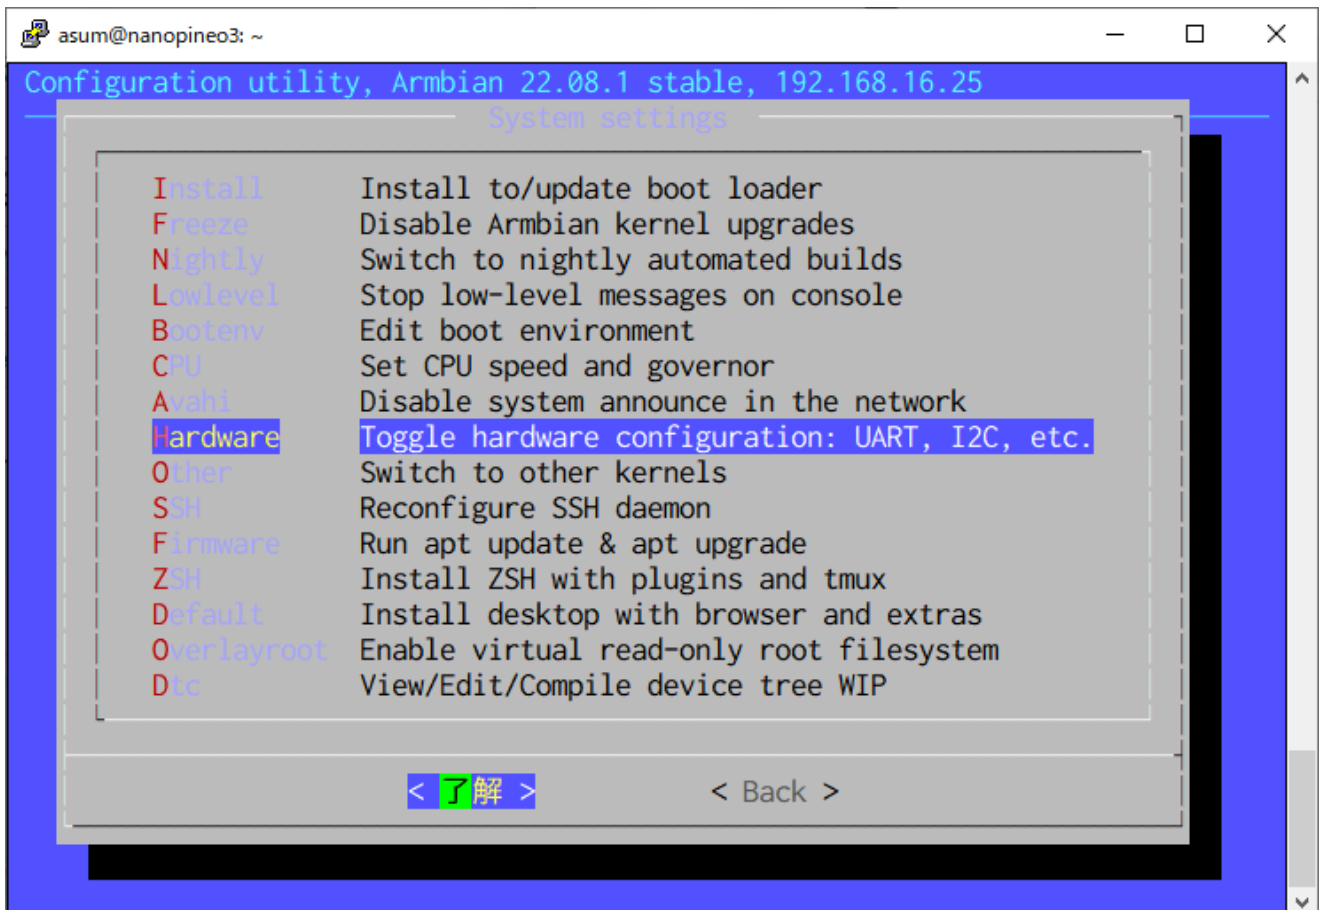 asum@nanopineo3: ~
Configuration utility, Armbian 22.08.1 stable, 192.168.16.25
System settings
Install Install to/update boot loader
Freeze Disable Armbian kernel upgrades
Nightly Switch to nightly automated builds
Lowlevel Stop low-level messages on console
Bootenv Edit boot environment
CPU Set CPU speed and governor
Avahi Disable system announce in the network
Hardware Toggle hardware configuration: UART, I2C, etc.
Other Switch to other kernels
SSH Reconfigure SSH daemon
Firmware Run apt update & apt upgrade
ZSH Install ZSH with plugins and tmux
Default Install desktop with browser and extras
Overlayroot Enable virtual read-only root filesystem
Dtc View/Edit/Compile device tree WIP
< 了解 > < Back >